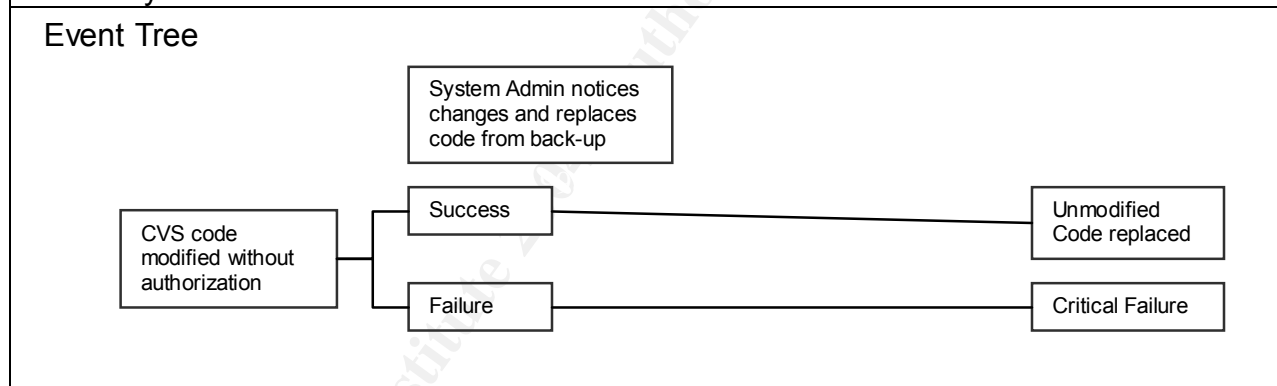 Event Tree
System Admin notices
changes and replaces
code from back-up
Success
Unmodified
Code replaced
CVS code
modified without
authorization
Failure
Critical Failure